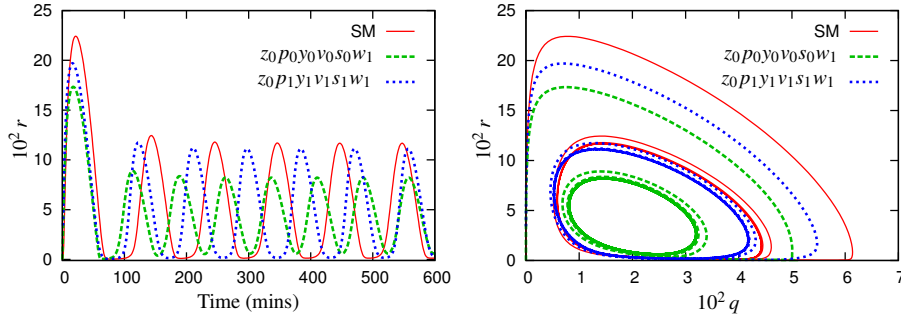 10² r
25
20
15
10
5
0
SM
z₀p₀y₀v₀s₀w₁
z₀p₁y₁v₁s₁w₁
0 100 200 300 400 500 600
Time (mins)
10² r
25
20
15
10
5
0
SM
z₀p₀y₀v₀s₀w₁
z₀p₁y₁v₁s₁w₁
0 1 2 3 4 5 6 7
10² q